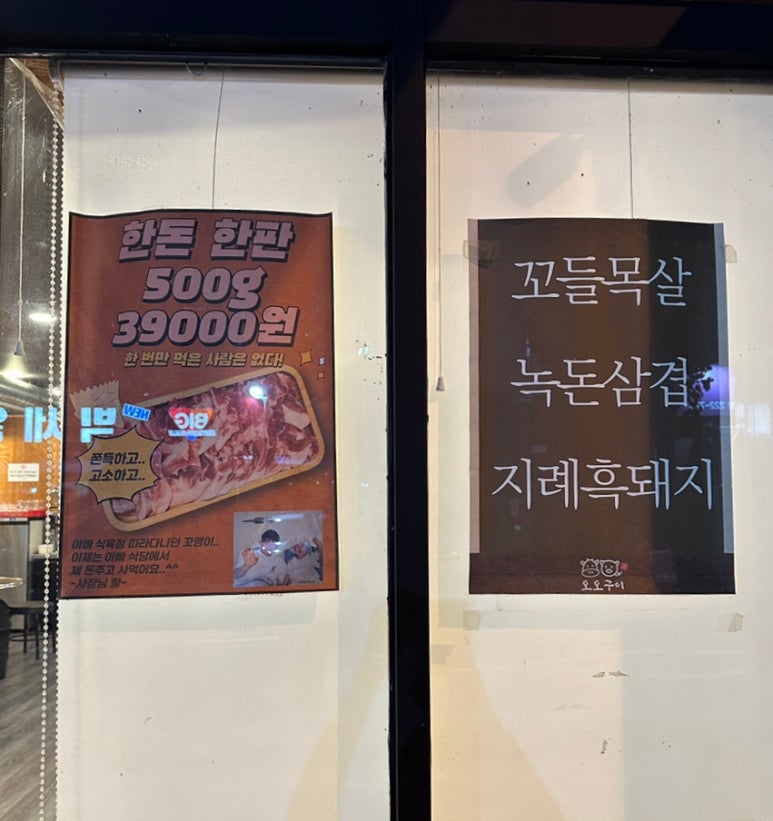 한돈 한판
500g
39000원
한 번만 먹은 사람은 없다!
NEW
BIG
쫀득하고..
고소하고..
아빠 식육점 따라다니던 꼬맹이..
이제는 아빠 식당에서
제 돈주고 사먹어요..^^
-사장님 딸-
꼬들목살
녹돈삼겹
지례흑돼지
오오구이
222-7